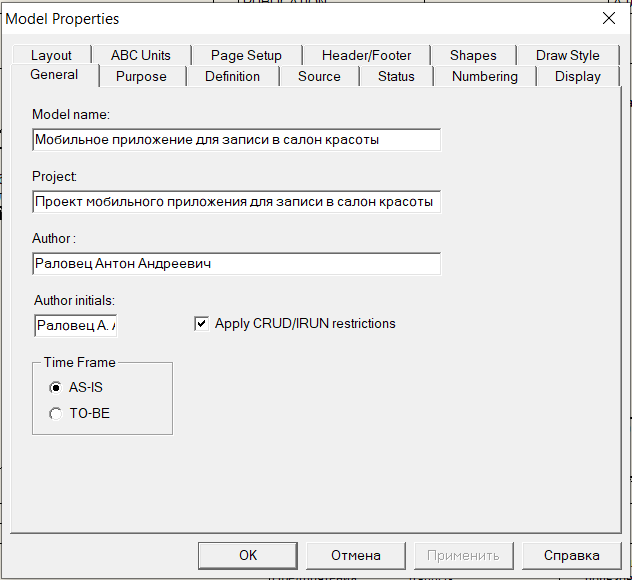 Model Properties
Layout ABC Units Page Setup Header/Footer Shapes Draw Style
General Purpose Definition Source Status Numbering Display
Model name:
Мобильное приложение для записи в салон красоты
Project:
Проект мобильного приложения для записи в салон красоты
Author :
Раловец Антон Андреевич
Author initials:
Раловец А.
Apply CRUD/IRUN restrictions
Time Frame
AS-IS
TO-BE
OK Отмена Применить Справка